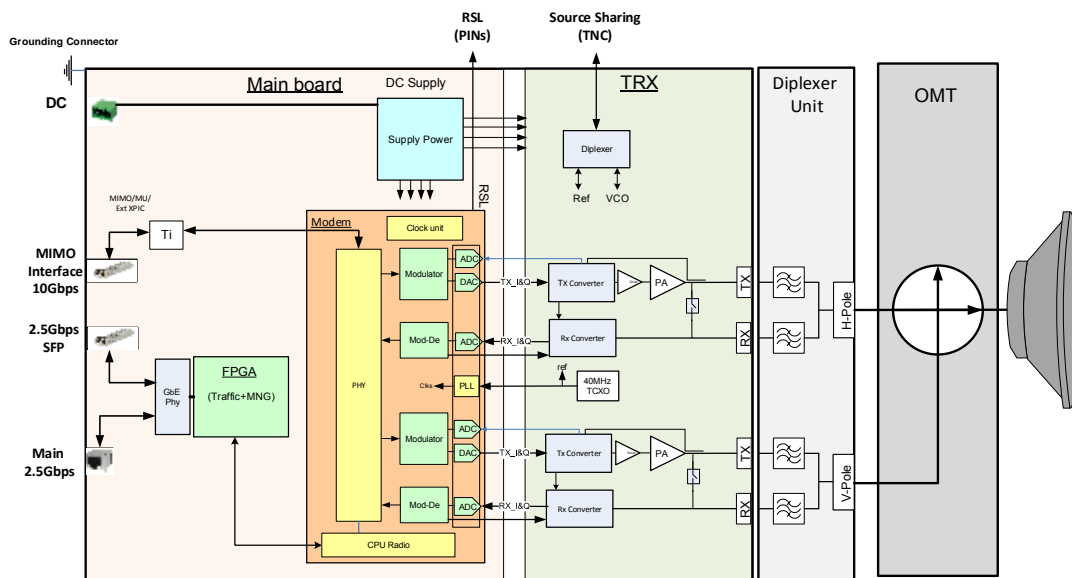 RSL
(PINs)
Source Sharing
(TNC)
Grounding Connector
Main board
DC Supply
TRX
Diplexer
Unit
OMT
DC
Supply Power
Diplexer
Ref
VCO
RSL
MIMO/MU/
Ext XPIC
Ti
Modem
Clock unit
MIMO
Interface
10Gbps
Modulator
ADC
DAC
TX_I&Q
Tx Converter
PA
TX
H-Pole
2.5Gbps
SFP
Mod-De
ADC
RX_I&Q
Rx Converter
RX
FPGA
(Traffic+MNG)
GbE
Phy
PHY
Clks
PLL
ref
40MHz
TCXO
Main
2.5Gbps
Modulator
ADC
DAC
TX_I&Q
Tx Converter
PA
TX
V-Pole
Mod-De
ADC
RX_I&Q
Rx Converter
RX
CPU Radio